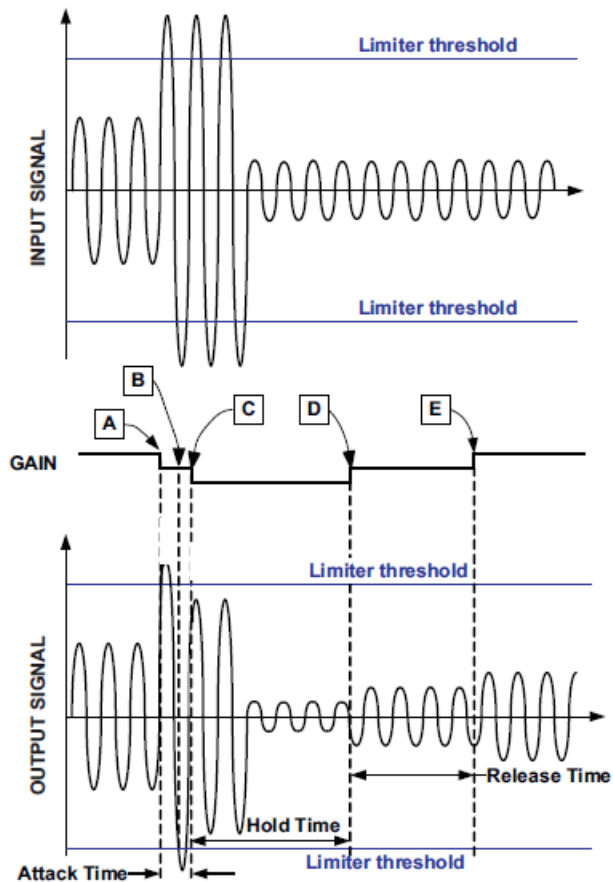 Limiter threshold
INPUT SIGNAL
Limiter threshold
B
A
C
D
E
GAIN
Limiter threshold
OUTPUT SIGNAL
Release Time
Hold Time
Attack Time
Limiter threshold